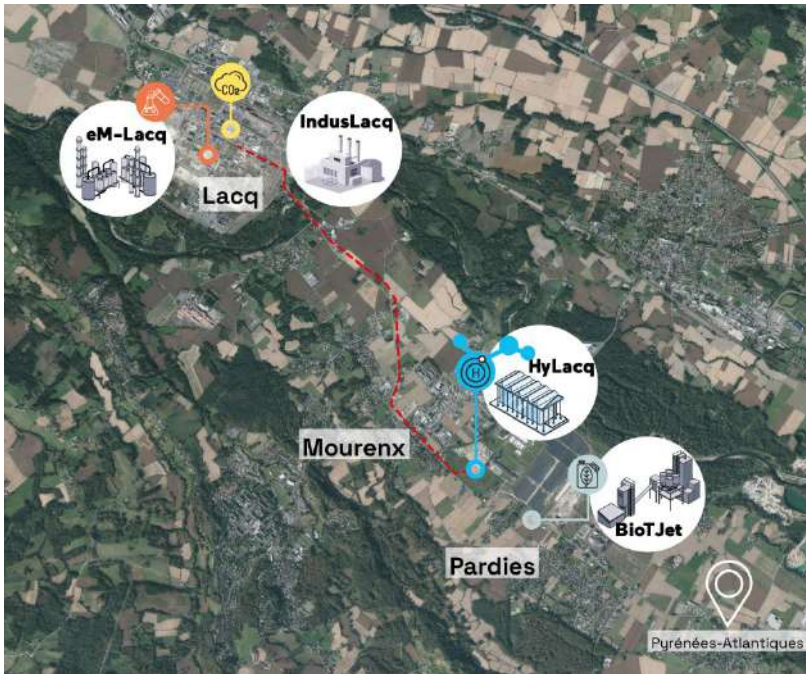 CO₂
eM-Lacq
IndusLacq
Lacq
H
HyLacq
Mourenx
BioTJet
Pardies
Pyrénées-Atlantiques